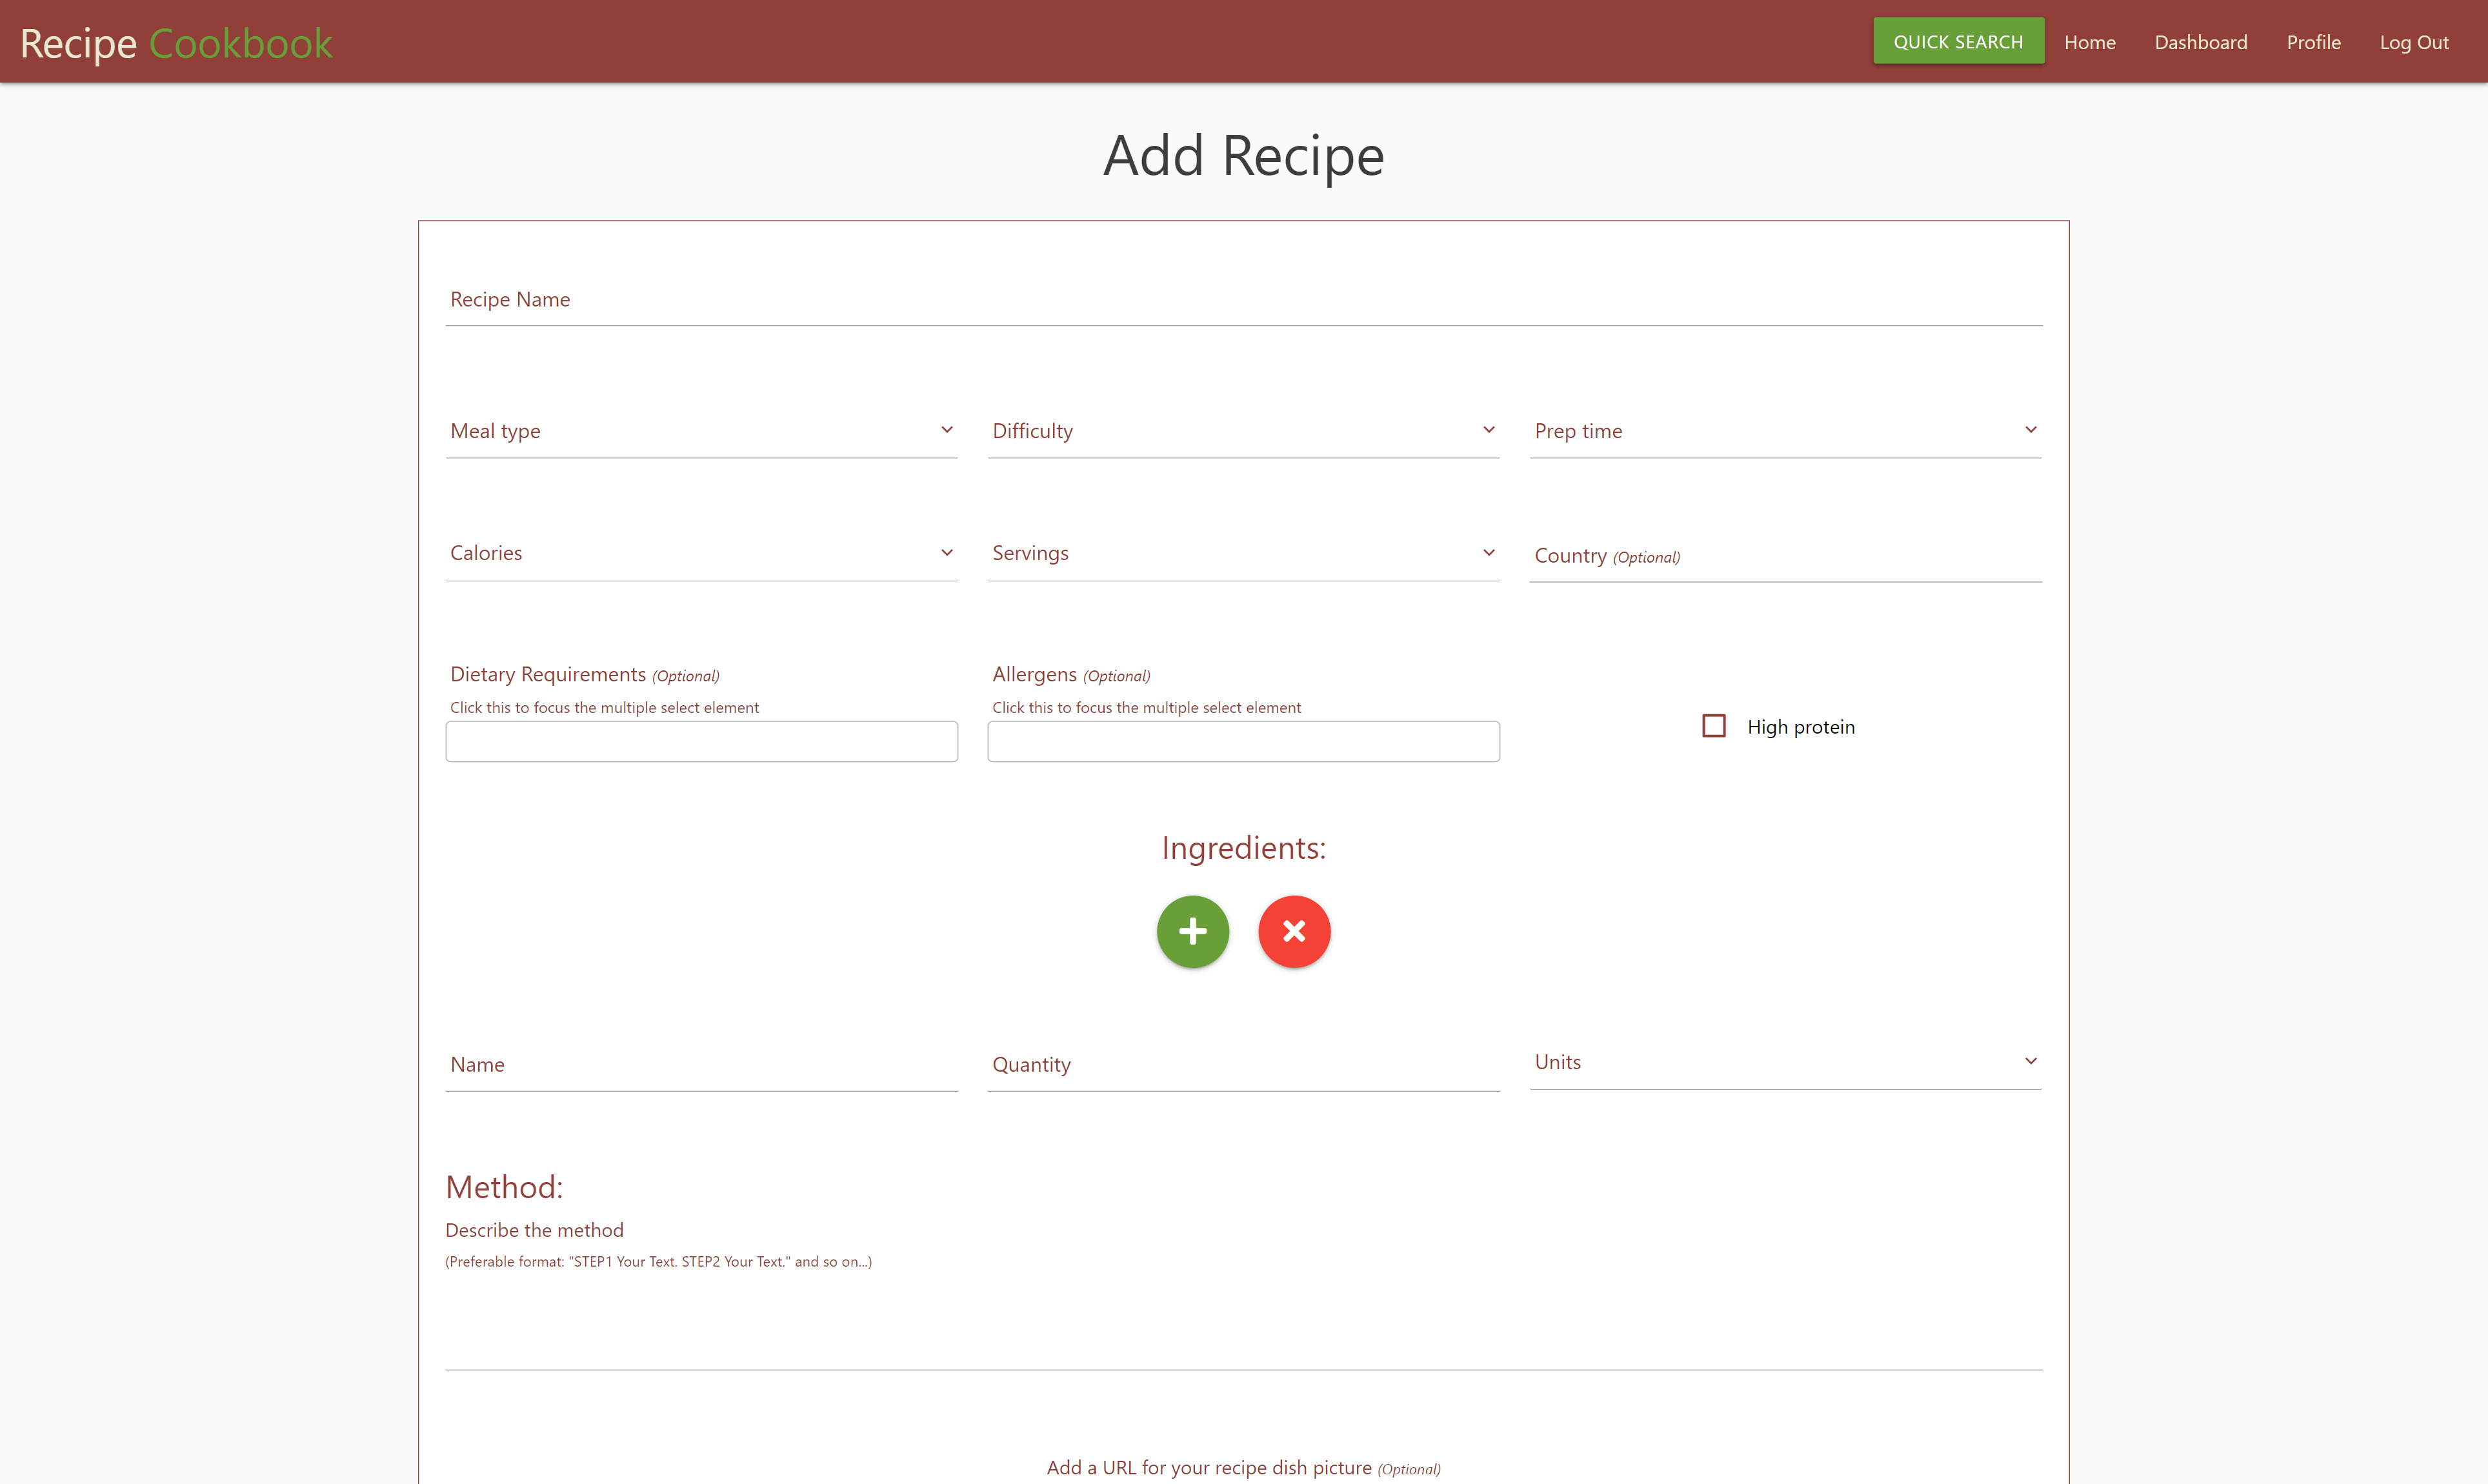 Recipe Cookbook
QUICK SEARCH Home Dashboard Profile Log Out
Add Recipe
Recipe Name
Meal type Difficulty Prep time
Calories Servings Country (Optional)
Dietary Requirements (Optional) Allergens (Optional)
Click this to focus the multiple select element Click this to focus the multiple select element
High protein
Ingredients:
Name Quantity Units
Method:
Describe the method
(Preferable format: "STEP1 Your Text. STEP2 Your Text." and so on...)
Add a URL for your recipe dish picture (Optional)